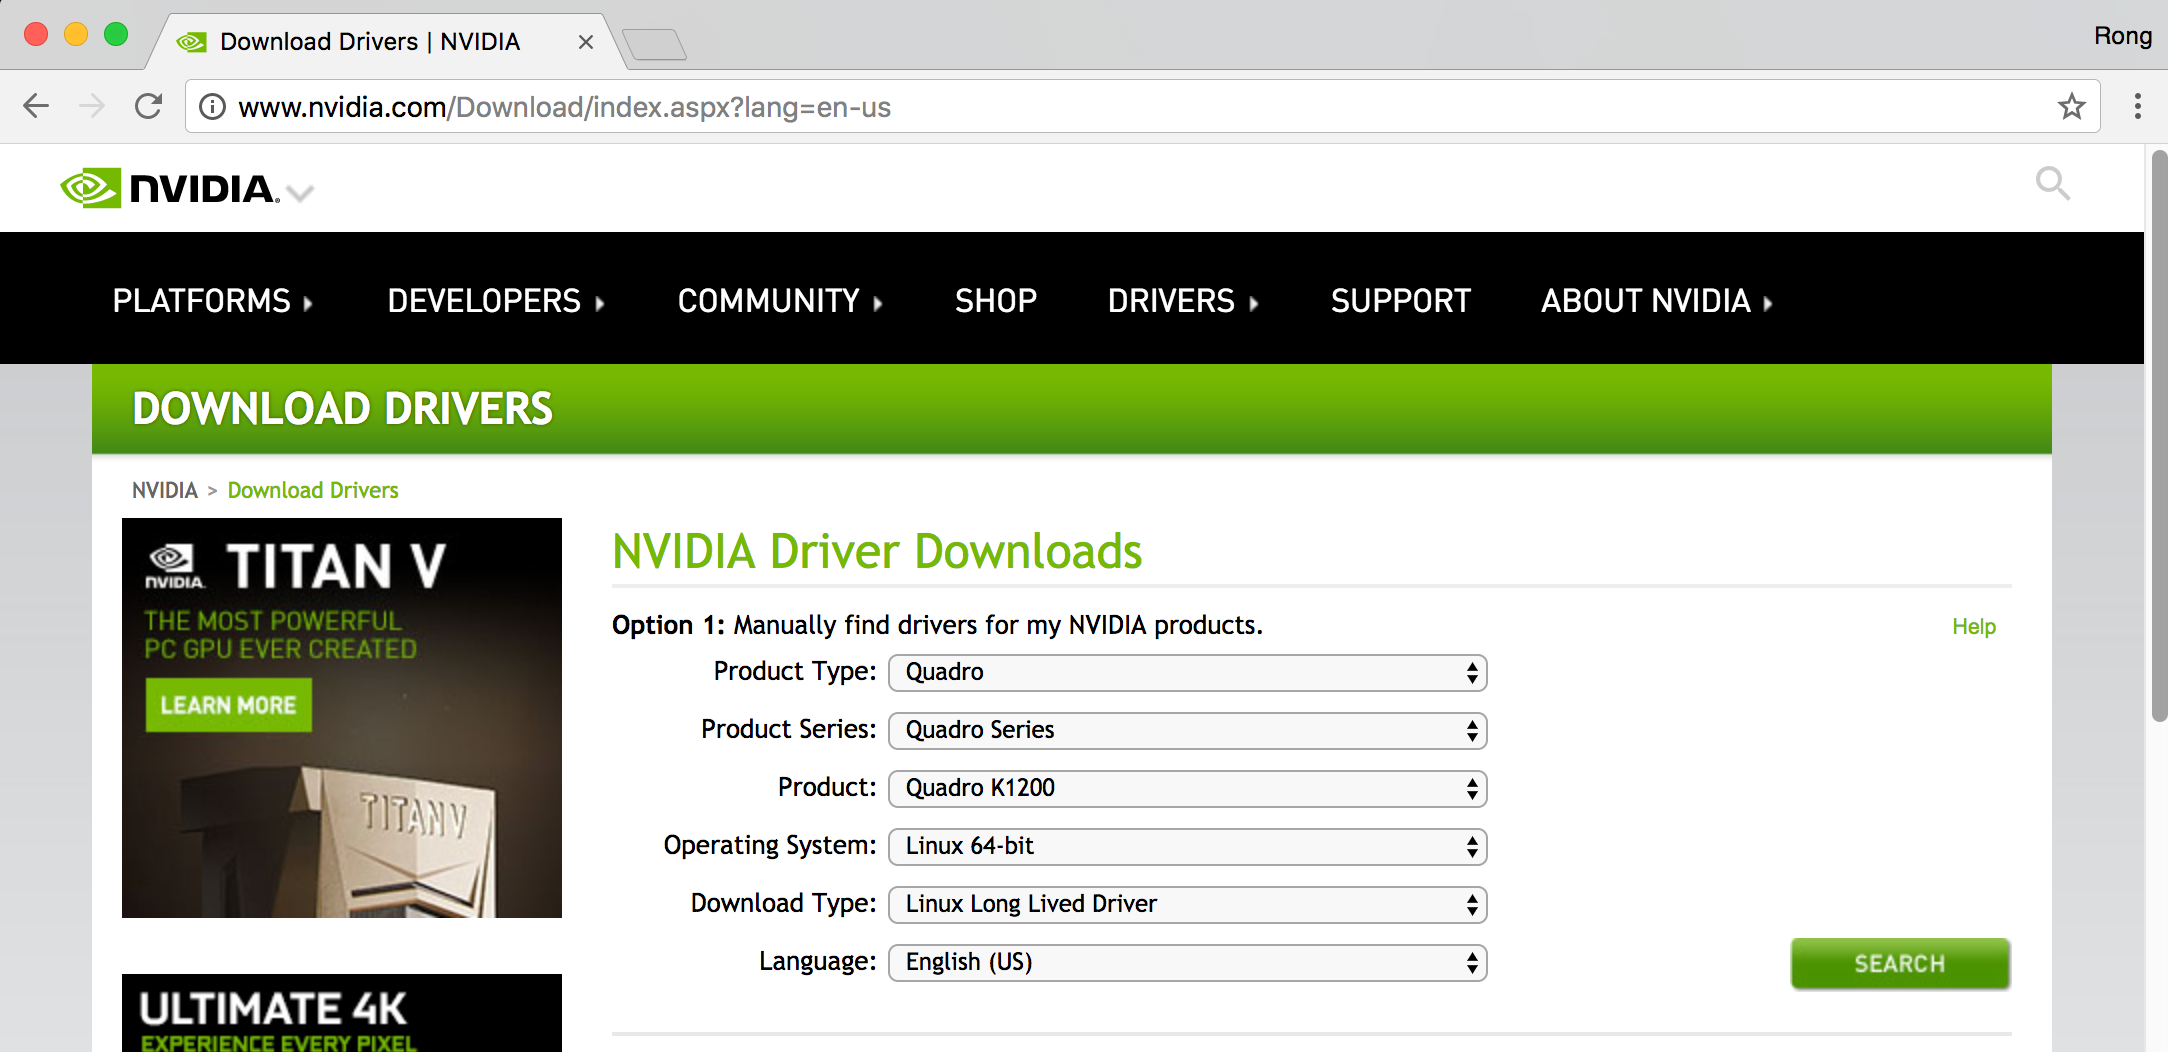 Download Drivers | NVIDIA
Rong
www.nvidia.com/Download/index.aspx?lang=en-us
NVIDIA.
PLATFORMS DEVELOPERS COMMUNITY SHOP DRIVERS SUPPORT ABOUT NVIDIA
DOWNLOAD DRIVERS
NVIDIA > Download Drivers
NVIDIA. TITAN V
THE MOST POWERFUL
PC GPU EVER CREATED
LEARN MORE
TITAN V
ULTIMATE 4K
EXPERIENCE EVERY PIXEL
NVIDIA Driver Downloads
Option 1: Manually find drivers for my NVIDIA products.
Help
Product Type: Quadro
Product Series: Quadro Series
Product: Quadro K1200
Operating System: Linux 64-bit
Download Type: Linux Long Lived Driver
Language: English (US)
SEARCH